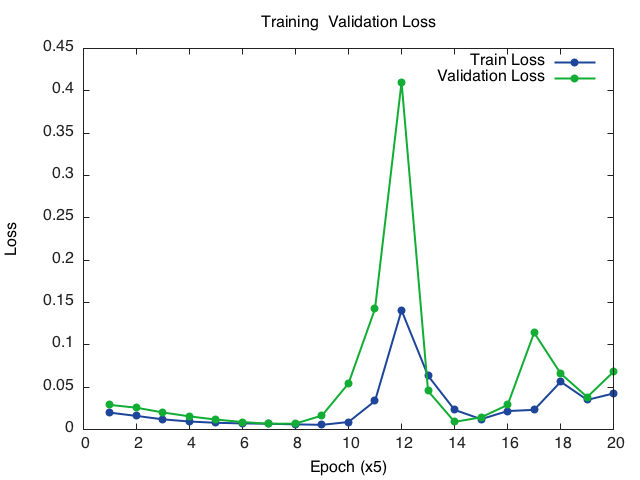 Training  Validation Loss
Train Loss
Validation Loss
0.45
0.4
0.35
0.3
0.25
0.2
0.15
0.1
0.05
0
Loss
0 2 4 6 8 10 12 14 16 18 20
Epoch (x5)